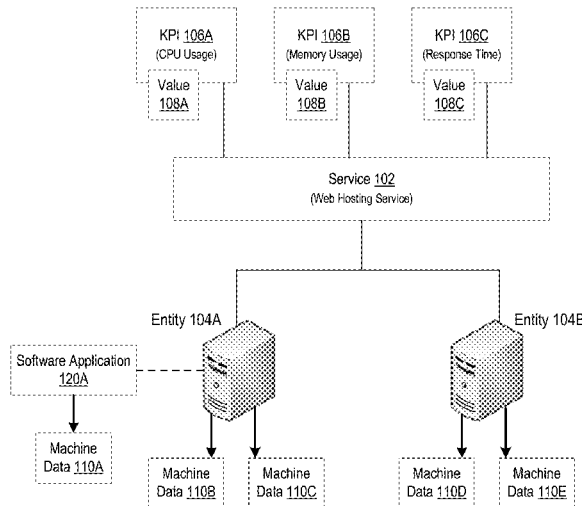 KPI 106A
(CPU Usage)
KPI 106B
(Memory Usage)
KPI 106C
(Response Time)
Value
108A
Value
108B
Value
108C
Service 102
(Web Hosting Service)
Entity 104A
Entity 104B
Software Application
120A
Machine
Data 110A
Machine
Data 110B
Machine
Data 110C
Machine
Data 110D
Machine
Data 110E